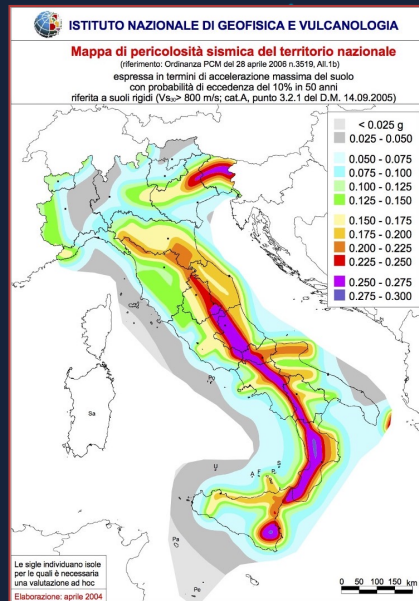 ISTITUTO NAZIONALE DI GEOFISICA E VULCANOLOGIA
Mappa di pericolosità sismica del territorio nazionale
(riferimento: Ordinanza PCM del 28 aprile 2006 n.3519, All.1b)
espressa in termini di accelerazione massima del suolo
con probabilità di eccedenza del 10% in 50 anni
riferita a suoli rigidi (Vs₃₀> 800 m/s; cat.A, punto 3.2.1 del D.M. 14.09.2005)
< 0.025 g
0.025 - 0.050
0.050 - 0.075
0.075 - 0.100
0.100 - 0.125
0.125 - 0.150
0.150 - 0.175
0.175 - 0.200
0.200 - 0.225
0.225 - 0.250
0.250 - 0.275
0.275 - 0.300
Po
Sa
U
A
F
P
S
Pa
Pe
Le sigle individuano isole
per le quali è necessaria
una valutazione ad hoc
Elaborazione: aprile 2004
0 50 100 150
km